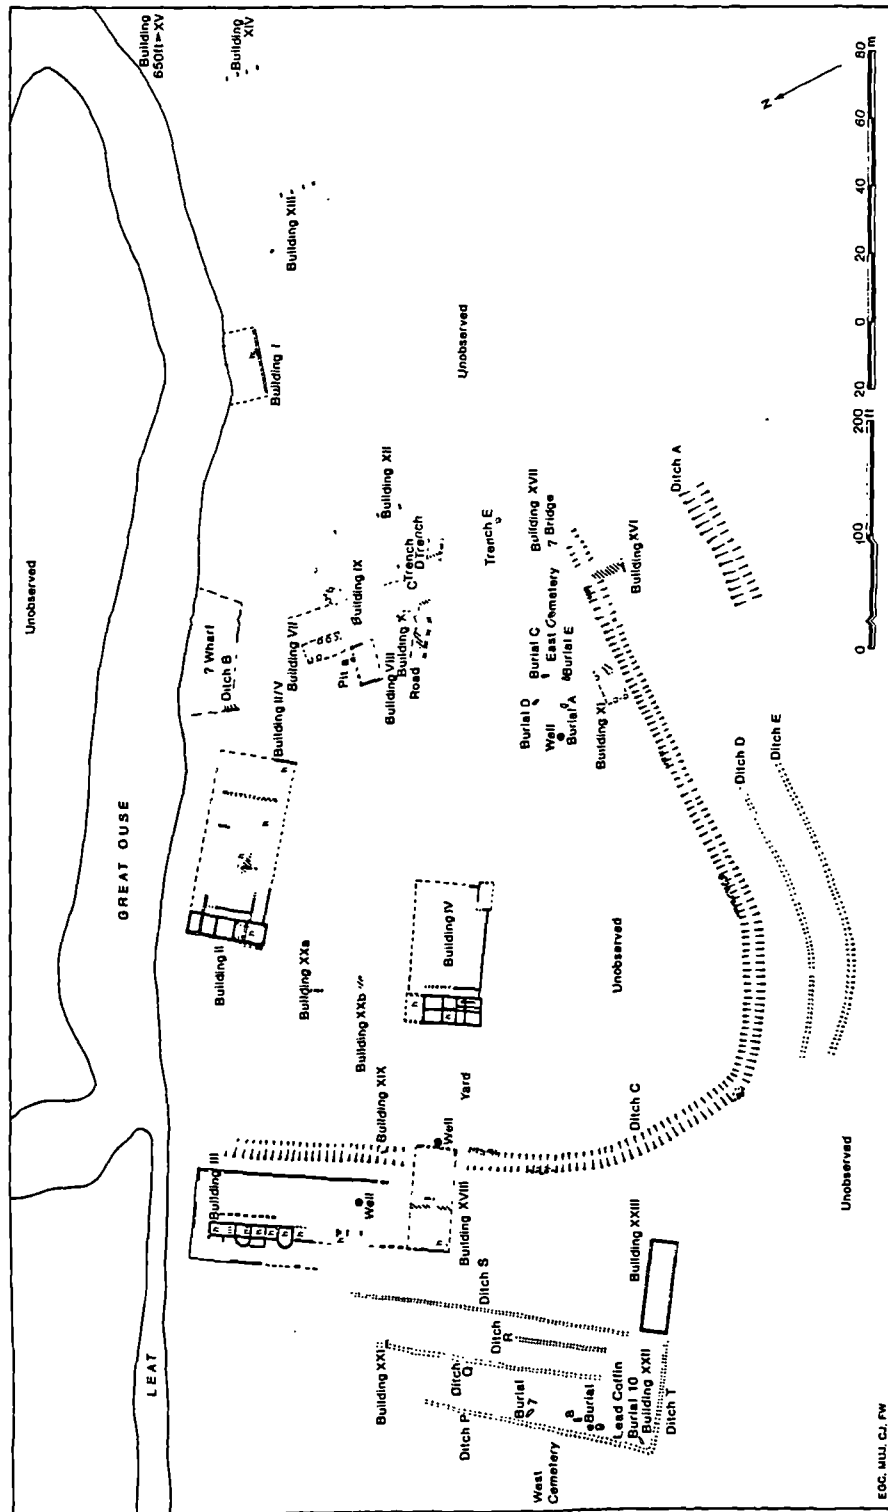 Building
650ft►XV
Building
XIV
Building XIII
Building I
Unobserved
Unobserved
GREAT OUSE
LEAT
? Wharf
Ditch B
Building II/V
Building VII
Building IX
Pit
Building VIII
Building X
Road
Building XII
C Trench
D Trench
Trench E
Building XVII
? Bridge
East Cemetery
Burial C
Burial E
Burial D
Well
Burial A
Building XI
Building XVI
Ditch A
Ditch D
Ditch E
Building II
Building XXa
Building XXb
Building IV
Unobserved
Building XIX
Yard
Well
Ditch C
Building III
Well
Building XVIII
Building XXIII
Ditch S
Ditch
R
Building XXI
Ditch
Q
Ditch P
Burial
7
8
Burial
9
Lead Coffin
Burial 10
Building XXII
Ditch T
West
Cemetery
Unobserved
N
20 0 20 40 60 80
m
0 100 200
ft
EGC, MUJ, CJ, FW